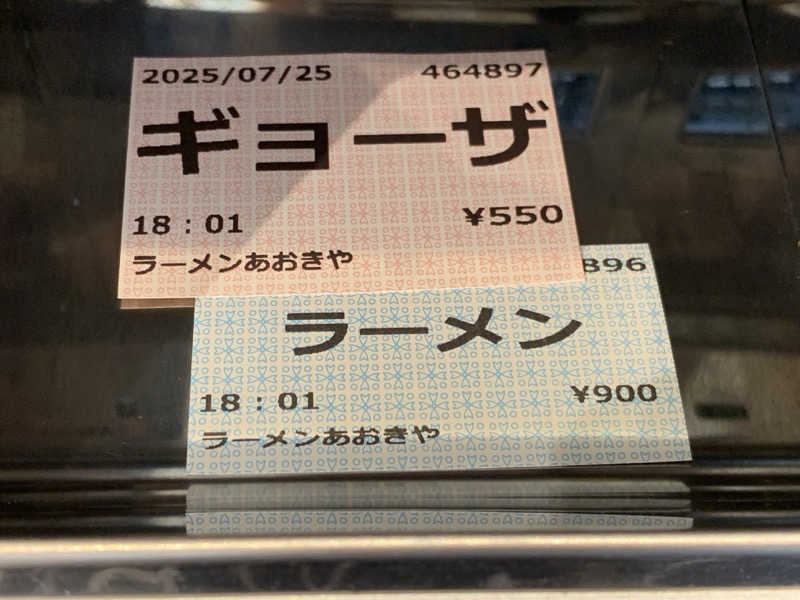 2025/07/25 464897
ギョーザ
18:01 ¥550
ラーメンあおきや
896
ラーメン
18:01 ¥900
ラーメンあおきや